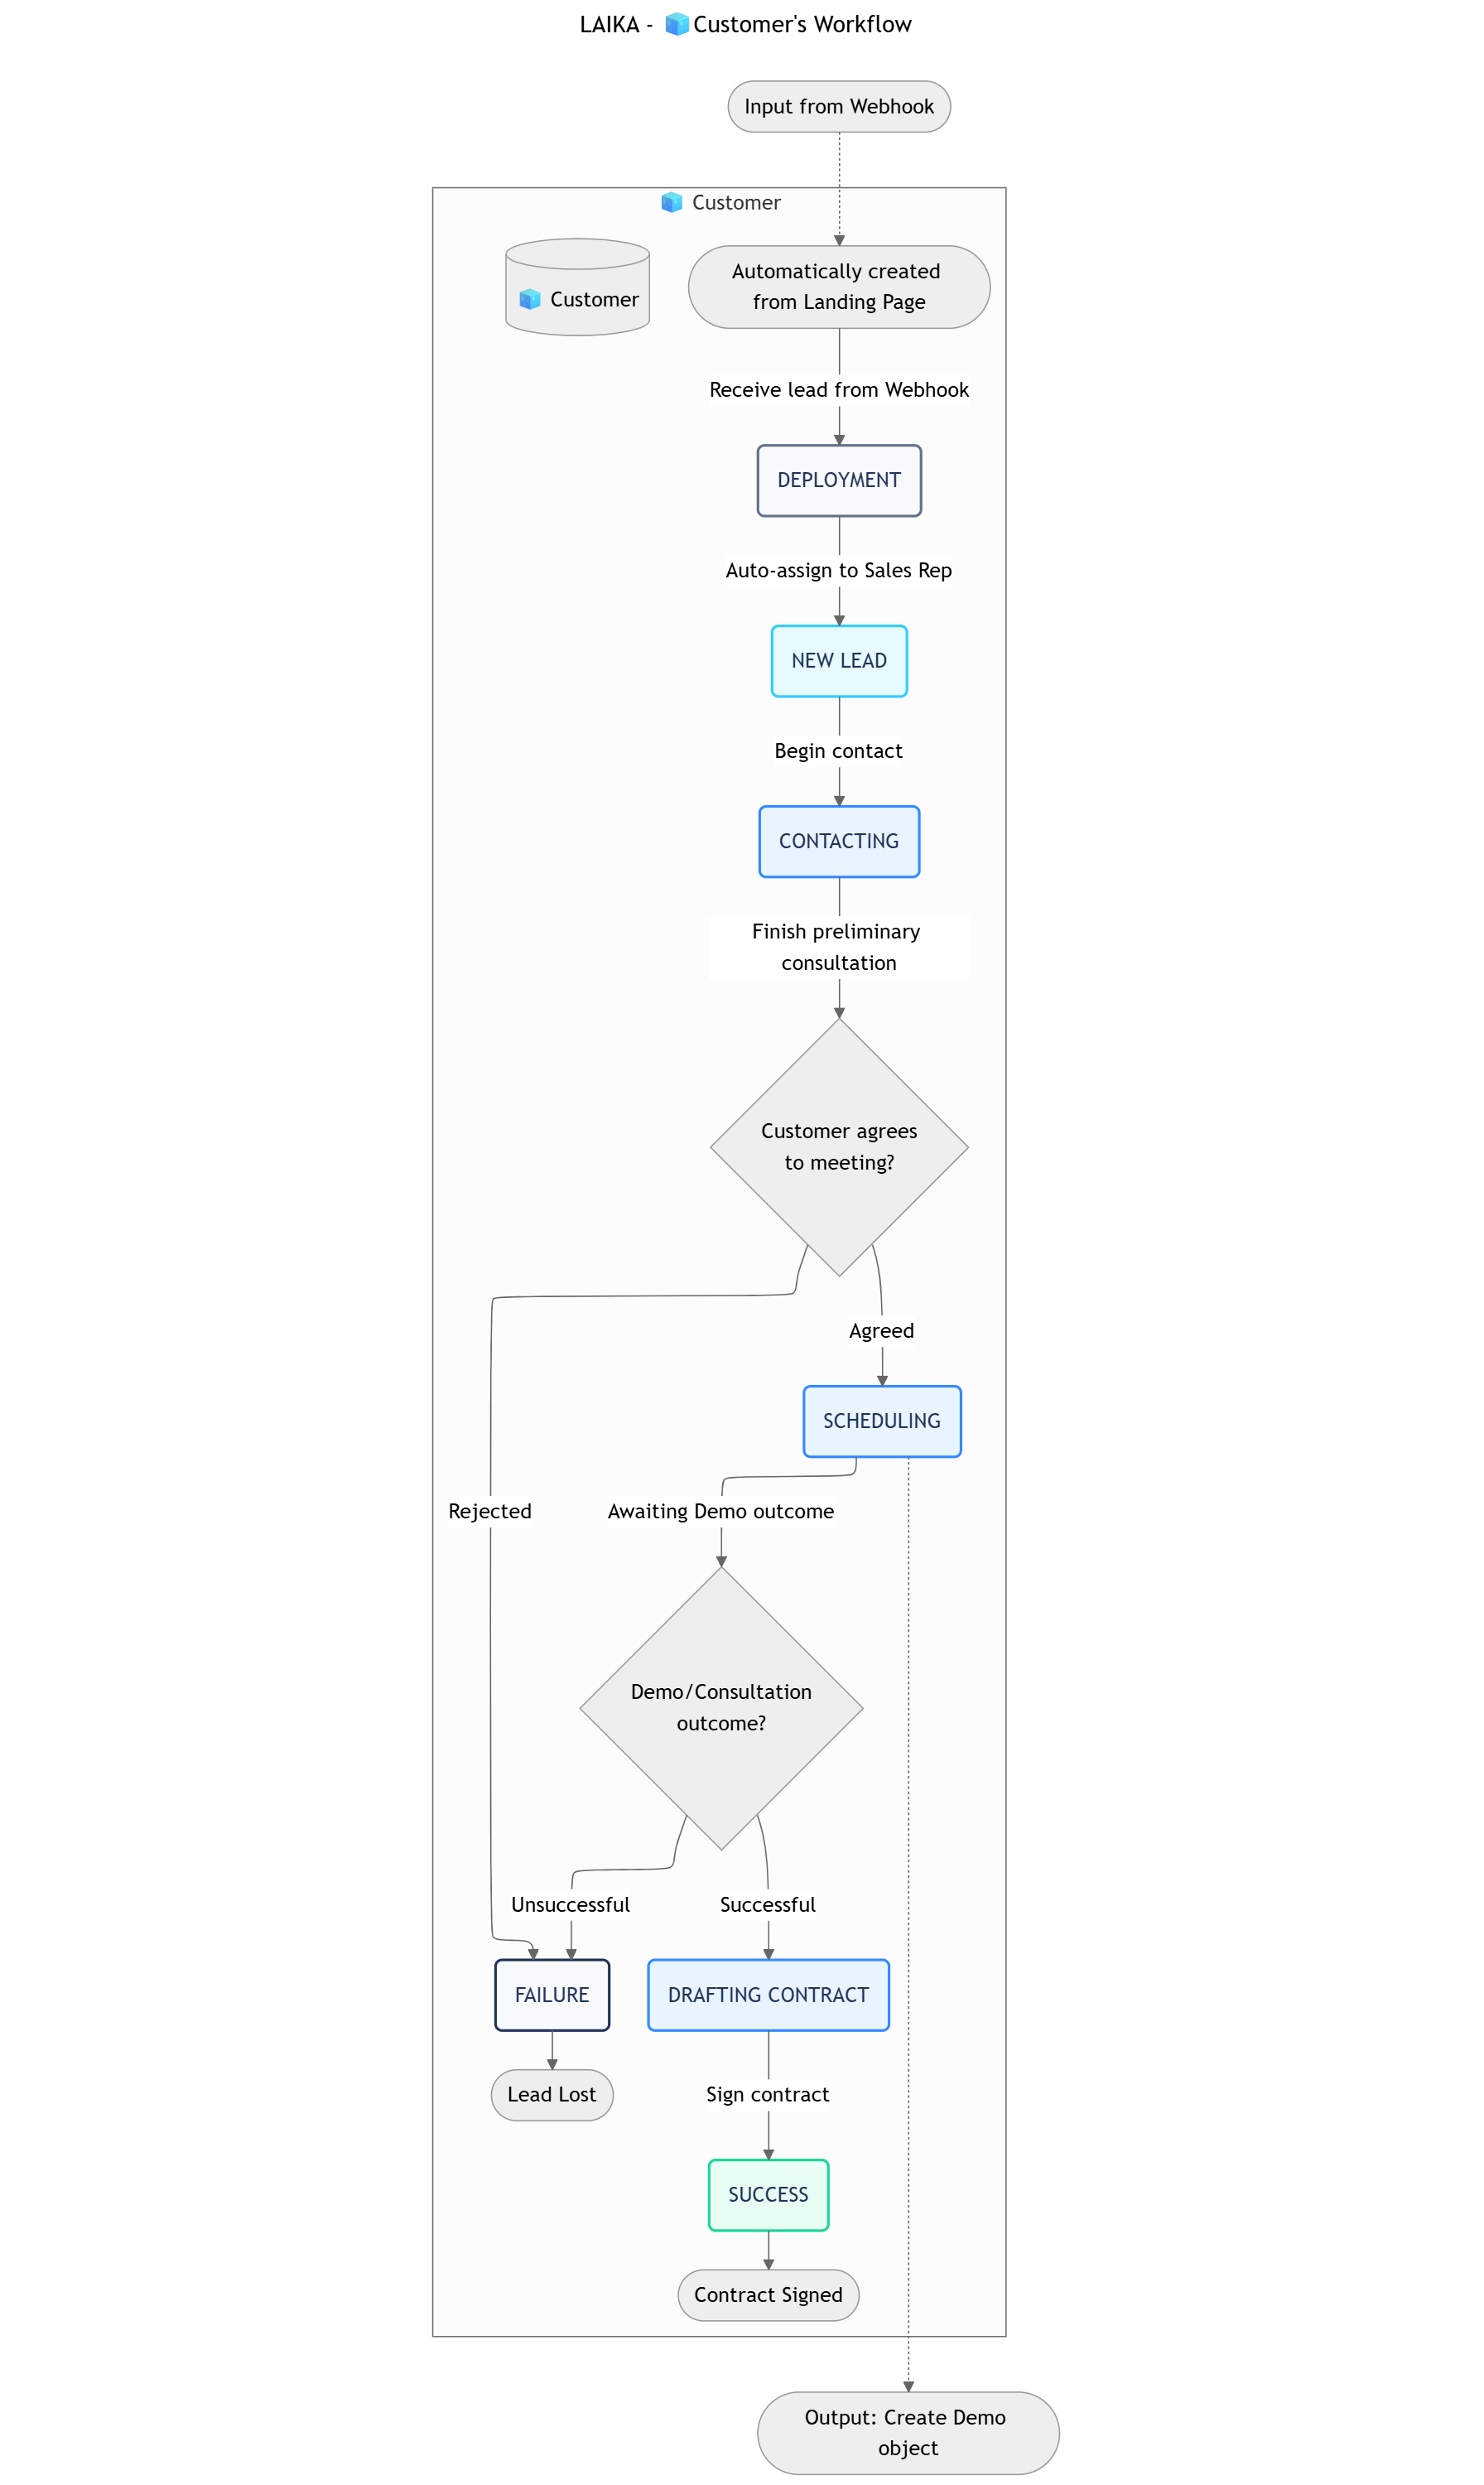 LAIKA - Customer's Workflow
Input from Webhook
Customer
Customer
Automatically created
from Landing Page
Receive lead from Webhook
DEPLOYMENT
Auto-assign to Sales Rep
NEW LEAD
Begin contact
CONTACTING
Finish preliminary
consultation
Customer agrees
to meeting?
Agreed
SCHEDULING
Rejected
Awaiting Demo outcome
Demo/Consultation
outcome?
Unsuccessful
Successful
FAILURE
DRAFTING CONTRACT
Lead Lost
Sign contract
SUCCESS
Contract Signed
Output: Create Demo
object